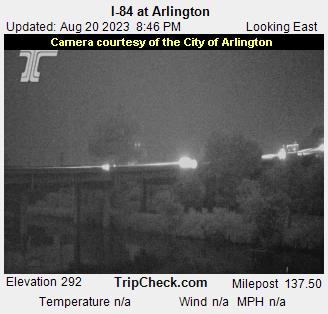 I-84 at Arlington
Updated: Aug 20 2023 8:46 PM Looking East
Camera courtesy of the City of Arlington
Elevation 292 TripCheck.com Milepost 137.50
Temperature n/a Wind n/a MPH n/a